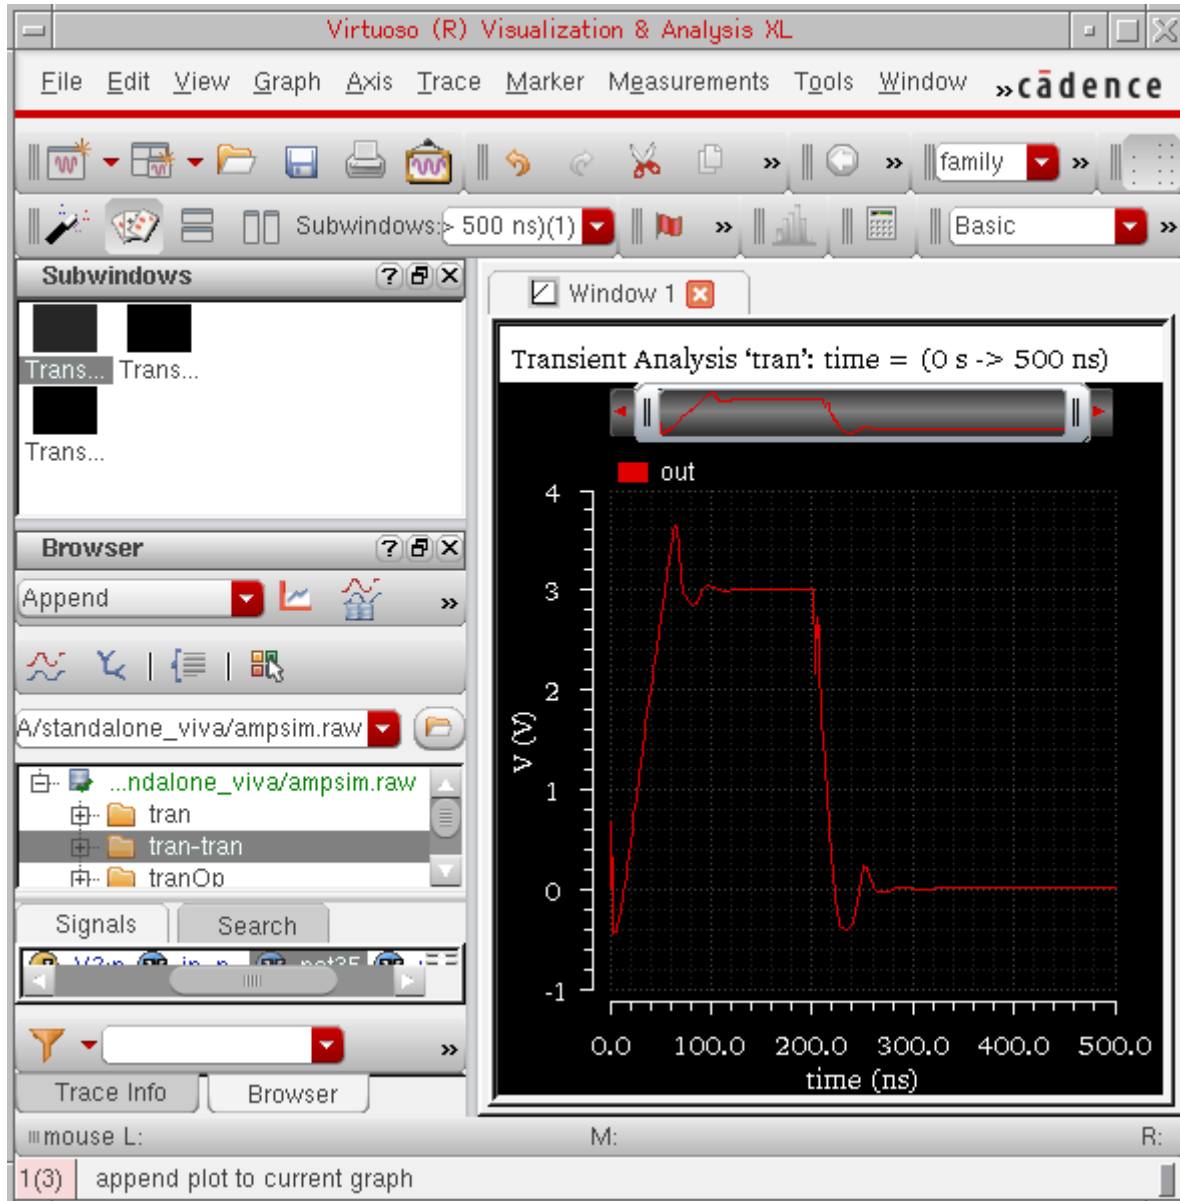 Virtuoso (R) Visualization & Analysis XL
File Edit View Graph Axis Trace Marker Measurements Tools Window » cādence
» » family »
Subwindows:> 500 ns)(1) » Basic »
Subwindows
Trans... Trans...
Trans...
Browser
Append »
A/standalone_viva/ampsim.raw
...ndalone_viva/ampsim.raw
tran
tran-tran
tranOp
Signals Search
»
Trace Info Browser
Window 1
Transient Analysis ‘tran’: time = (0 s -> 500 ns)
out
4
3
2
1
0
-1
V (V)
0.0 100.0 200.0 300.0 400.0 500.0
time (ns)
mouse L: M: R:
1(3) append plot to current graph